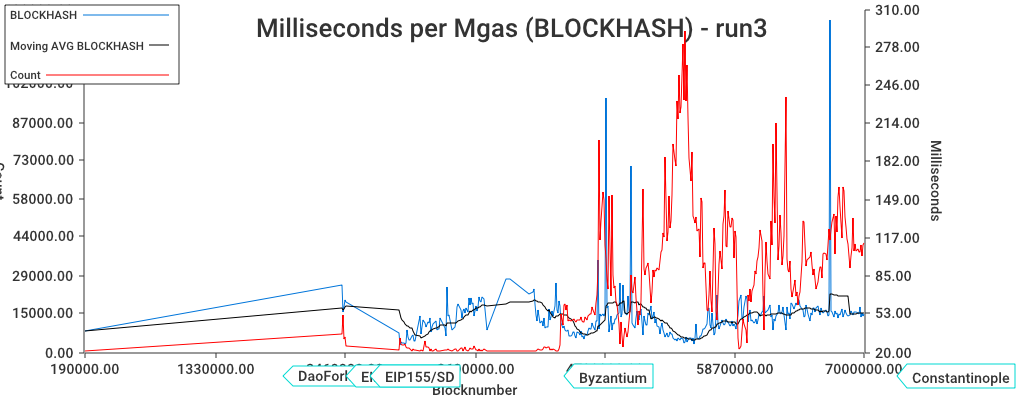 Milliseconds per Mgas (BLOCKHASH) - run3
BLOCKHASH
Moving AVG BLOCKHASH
Count
87000.00
73000.00
58000.00
44000.00
29000.00
15000.00
0.00
310.00
278.00
246.00
214.00
182.00
149.00
117.00
85.00
53.00
20.00
Milliseconds
190000.00
1330000.00
5870000.00
7000000.00
DaoFork
EIP155/SD
Byzantium
Constantinople
Blocknumber